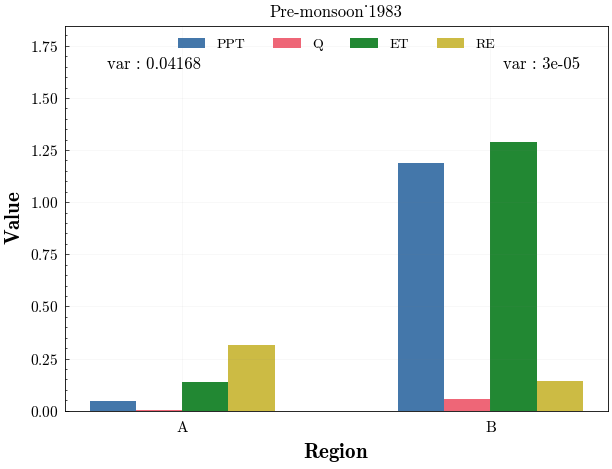 Pre-monsoon˙1983
PPT Q ET RE
var : 0.04168
var : 3e-05
Value
1.75
1.50
1.25
1.00
0.75
0.50
0.25
0.00
A B
Region